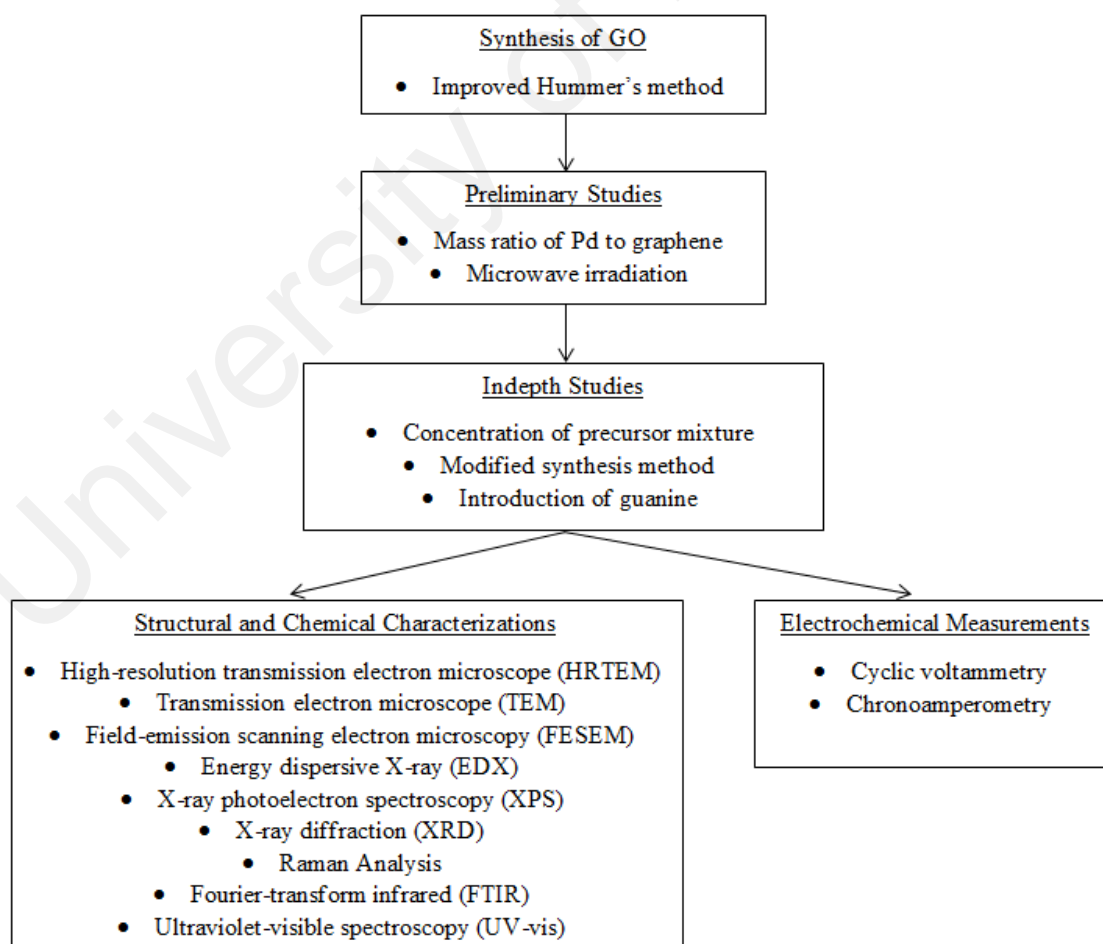 Synthesis of GO
• Improved Hummer's method
Preliminary Studies
• Mass ratio of Pd to graphene
• Microwave irradiation
Indepth Studies
• Concentration of precursor mixture
• Modified synthesis method
• Introduction of guanine
Structural and Chemical Characterizations
• High-resolution transmission electron microscope (HRTEM)
• Transmission electron microscope (TEM)
• Field-emission scanning electron microscopy (FESEM)
• Energy dispersive X-ray (EDX)
• X-ray photoelectron spectroscopy (XPS)
• X-ray diffraction (XRD)
• Raman Analysis
• Fourier-transform infrared (FTIR)
• Ultraviolet-visible spectroscopy (UV-vis)
Electrochemical Measurements
• Cyclic voltammetry
• Chronoamperometry
University of